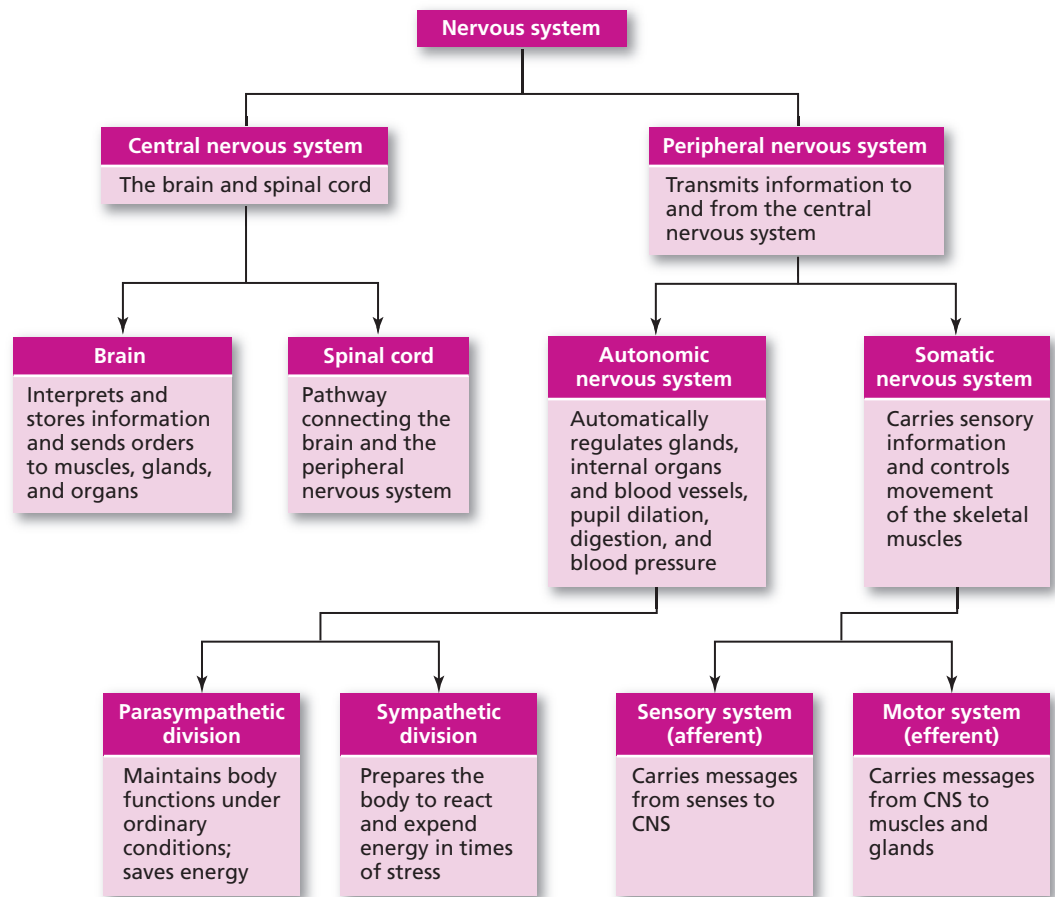 Nervous system
Central nervous system
The brain and spinal cord
Peripheral nervous system
Transmits information to
and from the central
nervous system
Brain
Interprets and
stores information
and sends orders
to muscles, glands,
and organs
Spinal cord
Pathway
connecting the
brain and the
peripheral
nervous system
Autonomic
nervous system
Automatically
regulates glands,
internal organs
and blood vessels,
pupil dilation,
digestion, and
blood pressure
Somatic
nervous system
Carries sensory
information
and controls
movement
of the skeletal
muscles
Parasympathetic
division
Maintains body
functions under
ordinary
conditions;
saves energy
Sympathetic
division
Prepares the
body to react
and expend
energy in times
of stress
Sensory system
(afferent)
Carries messages
from senses to
CNS
Motor system
(efferent)
Carries messages
from CNS to
muscles and
glands